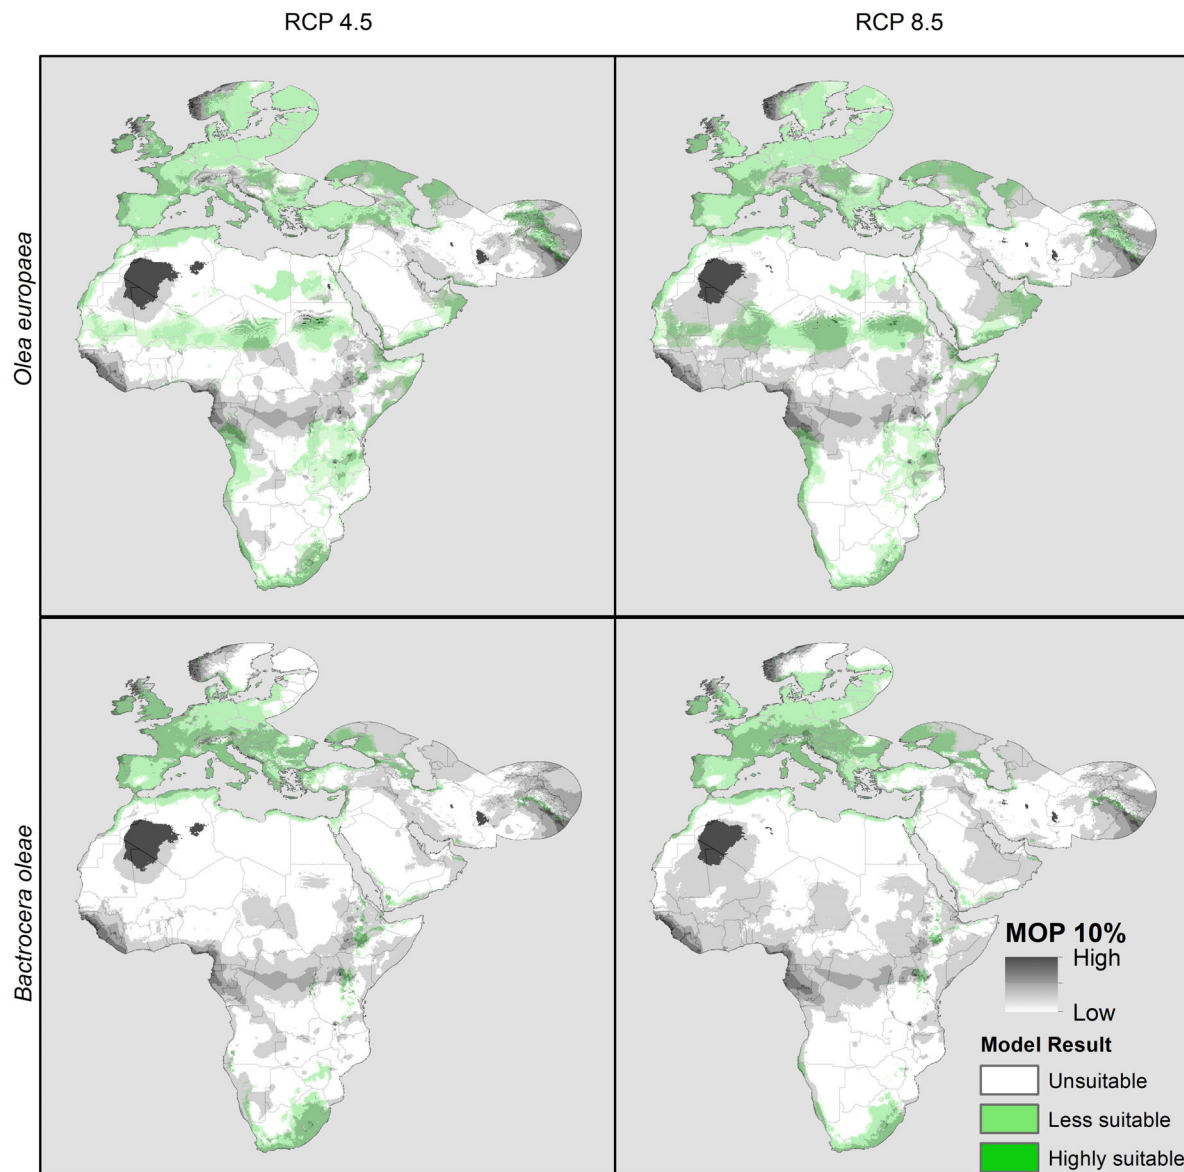 RCP 4.5
RCP 8.5
Olea europaea
Bactrocera oleae
MOP 10%
High
Low
Model Result
Unsuitable
Less suitable
Highly suitable